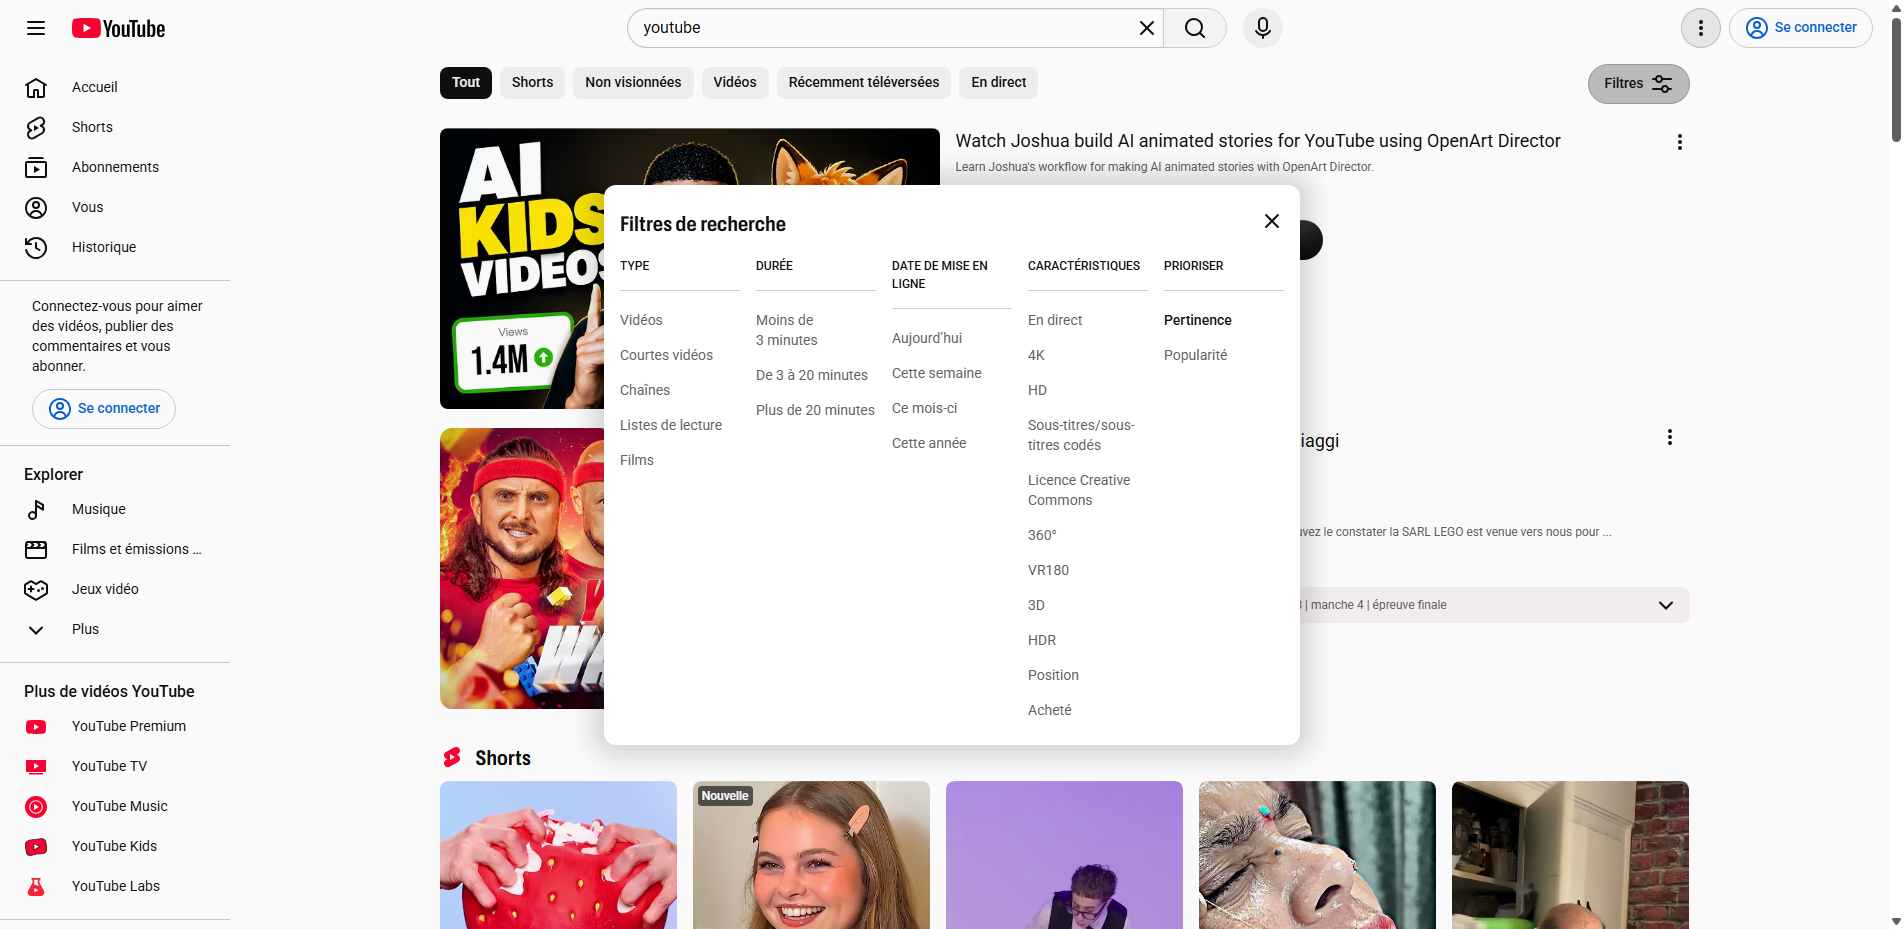 YouTube
youtube
Se connecter
Accueil
Shorts
Abonnements
Vous
Historique
Connectez-vous pour aimer
des vidéos, publier des
commentaires et vous
abonner.
Se connecter
Explorer
Musique
Films et émissions ...
Jeux vidéo
Plus
Plus de vidéos YouTube
YouTube Premium
YouTube TV
YouTube Music
YouTube Kids
YouTube Labs
Tout
Shorts
Non visionnées
Vidéos
Récemment téléversées
En direct
Filtres
AI
KIDS
VIDEOS
Views
1.4M
Watch Joshua build AI animated stories for YouTube using OpenArt Director
Learn Joshua's workflow for making AI animated stories with OpenArt Director.
Filtres de recherche
TYPE
Vidéos
Courtes vidéos
Chaînes
Listes de lecture
Films
DURÉE
Moins de
3 minutes
De 3 à 20 minutes
Plus de 20 minutes
DATE DE MISE EN
LIGNE
Aujourd’hui
Cette semaine
Ce mois-ci
Cette année
CARACTÉRISTIQUES
En direct
4K
HD
Sous-titres/sous-
titres codés
Licence Creative
Commons
360°
VR180
3D
HDR
Position
Acheté
PRIORISER
Pertinence
Popularité
iaggi
vez le constater la SARL LEGO est venue vers nous pour ...
| manche 4 | épreuve finale
Shorts
Nouvelle